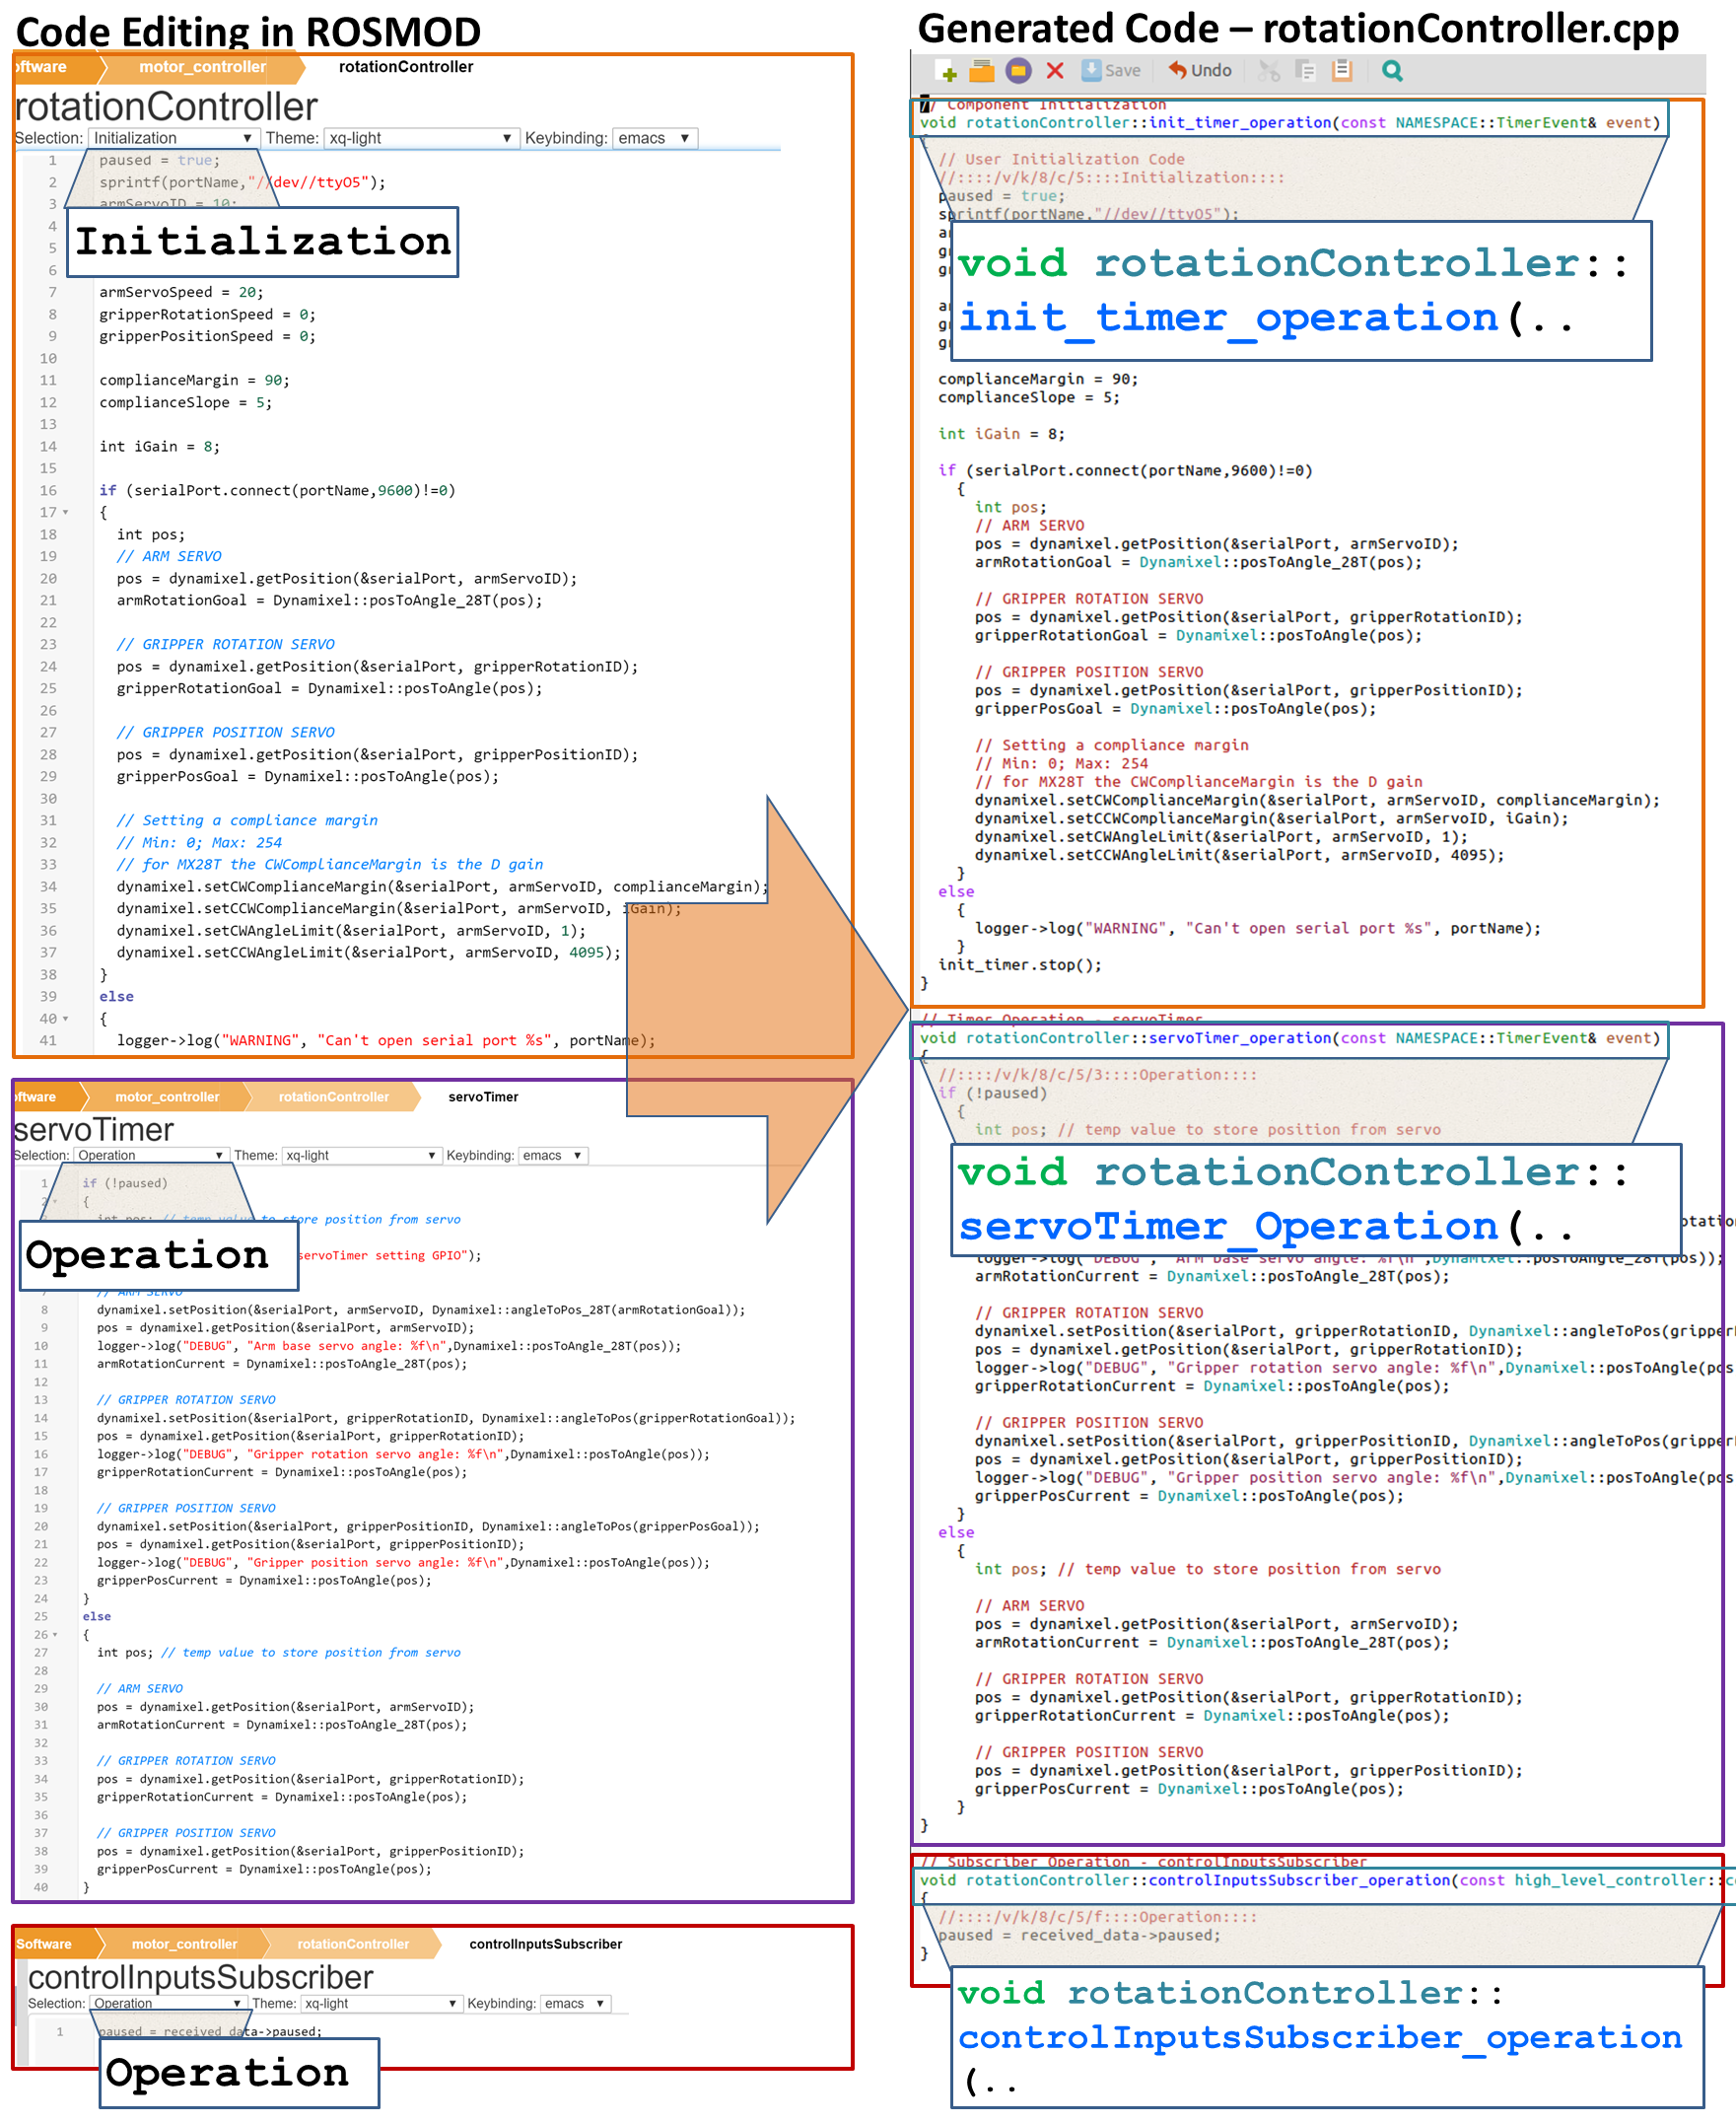 Code Editing in ROSMOD
oftware motor_controller rotationController
rotationController
Selection: Initialization Theme: xq-light Keybinding: emacs
1 paused = true;
2 sprintf(portName,"//dev//ttyO5");
3 armServoID = 10;
4
5
6
Initialization
7 armServoSpeed = 20;
8 gripperRotationSpeed = 0;
9 gripperPositionSpeed = 0;
10
11 complianceMargin = 90;
12 complianceSlope = 5;
13
14 int iGain = 8;
15
16 if (serialPort.connect(portName,9600)!=0)
17 {
18 int pos;
19 // ARM SERVO
20 pos = dynamixel.getPosition(&serialPort, armServoID);
21 armRotationGoal = Dynamixel::posToAngle_28T(pos);
22
23 // GRIPPER ROTATION SERVO
24 pos = dynamixel.getPosition(&serialPort, gripperRotationID);
25 gripperRotationGoal = Dynamixel::posToAngle(pos);
26
27 // GRIPPER POSITION SERVO
28 pos = dynamixel.getPosition(&serialPort, gripperPositionID);
29 gripperPosGoal = Dynamixel::posToAngle(pos);
30
31 // Setting a compliance margin
32 // Min: 0; Max: 254
33 // for MX28T the CWComplianceMargin is the D gain
34 dynamixel.setCWComplianceMargin(&serialPort, armServoID, complianceMargin);
35 dynamixel.setCCWComplianceMargin(&serialPort, armServoID, iGain);
36 dynamixel.setCWAngleLimit(&serialPort, armServoID, 1);
37 dynamixel.setCCWAngleLimit(&serialPort, armServoID, 4095);
38 }
39 else
40 {
41 logger->log("WARNING", "Can't open serial port %s", portName);
oftware motor_controller rotationController servoTimer
servoTimer
Selection: Operation Theme: xq-light Keybinding: emacs
1 if (!paused)
2 {
int pos; // temp value to store position from servo
servoTimer setting GPIO");
Operation
7 // ARM SERVO
8 dynamixel.setPosition(&serialPort, armServoID, Dynamixel::angleToPos_28T(armRotationGoal));
9 pos = dynamixel.getPosition(&serialPort, armServoID);
10 logger->log("DEBUG", "Arm base servo angle: %f\n",Dynamixel::posToAngle_28T(pos));
11 armRotationCurrent = Dynamixel::posToAngle_28T(pos);
12
13 // GRIPPER ROTATION SERVO
14 dynamixel.setPosition(&serialPort, gripperRotationID, Dynamixel::angleToPos(gripperRotationGoal));
15 pos = dynamixel.getPosition(&serialPort, gripperRotationID);
16 logger->log("DEBUG", "Gripper rotation servo angle: %f\n",Dynamixel::posToAngle(pos));
17 gripperRotationCurrent = Dynamixel::posToAngle(pos);
18
19 // GRIPPER POSITION SERVO
20 dynamixel.setPosition(&serialPort, gripperPositionID, Dynamixel::angleToPos(gripperPosGoal));
21 pos = dynamixel.getPosition(&serialPort, gripperPositionID);
22 logger->log("DEBUG", "Gripper position servo angle: %f\n",Dynamixel::posToAngle(pos));
23 gripperPosCurrent = Dynamixel::posToAngle(pos);
24 }
25 else
26 {
27 int pos; // temp value to store position from servo
28
29 // ARM SERVO
30 pos = dynamixel.getPosition(&serialPort, armServoID);
31 armRotationCurrent = Dynamixel::posToAngle_28T(pos);
32
33 // GRIPPER ROTATION SERVO
34 pos = dynamixel.getPosition(&serialPort, gripperRotationID);
35 gripperRotationCurrent = Dynamixel::posToAngle(pos);
36
37 // GRIPPER POSITION SERVO
38 pos = dynamixel.getPosition(&serialPort, gripperPositionID);
39 gripperPosCurrent = Dynamixel::posToAngle(pos);
40 }
Software motor_controller rotationController controlInputsSubscriber
controlInputsSubscriber
Selection: Operation Theme: xq-light Keybinding: emacs
1 paused = received_data->paused;
Operation
Generated Code – rotationController.cpp
Save Undo
// Component Initialization
void rotationController::init_timer_operation(const NAMESPACE::TimerEvent& event)
{
// User Initialization Code
//::::/v/k/8/c/5::::Initialization::::
paused = true;
sprintf(portName,"//dev//ttyO5");
void rotationController::
init_timer_operation(..
complianceMargin = 90;
complianceSlope = 5;
int iGain = 8;
if (serialPort.connect(portName,9600)!=0)
{
int pos;
// ARM SERVO
pos = dynamixel.getPosition(&serialPort, armServoID);
armRotationGoal = Dynamixel::posToAngle_28T(pos);
// GRIPPER ROTATION SERVO
pos = dynamixel.getPosition(&serialPort, gripperRotationID);
gripperRotationGoal = Dynamixel::posToAngle(pos);
// GRIPPER POSITION SERVO
pos = dynamixel.getPosition(&serialPort, gripperPositionID);
gripperPosGoal = Dynamixel::posToAngle(pos);
// Setting a compliance margin
// Min: 0; Max: 254
// for MX28T the CWComplianceMargin is the D gain
dynamixel.setCWComplianceMargin(&serialPort, armServoID, complianceMargin);
dynamixel.setCCWComplianceMargin(&serialPort, armServoID, iGain);
dynamixel.setCWAngleLimit(&serialPort, armServoID, 1);
dynamixel.setCCWAngleLimit(&serialPort, armServoID, 4095);
}
else
{
logger->log("WARNING", "Can't open serial port %s", portName);
}
init_timer.stop();
}
// Timer Operation - servoTimer
void rotationController::servoTimer_operation(const NAMESPACE::TimerEvent& event)
{
//::::/v/k/8/c/5/3::::Operation::::
if (!paused)
{
int pos; // temp value to store position from servo
void rotationController::
servoTimer_Operation(..
otation
logger->log("DEBUG", "Arm base servo angle: %f\n",Dynamixel::posToAngle_28T(pos));
armRotationCurrent = Dynamixel::posToAngle_28T(pos);
// GRIPPER ROTATION SERVO
dynamixel.setPosition(&serialPort, gripperRotationID, Dynamixel::angleToPos(gripper
pos = dynamixel.getPosition(&serialPort, gripperRotationID);
logger->log("DEBUG", "Gripper rotation servo angle: %f\n",Dynamixel::posToAngle(pos
gripperRotationCurrent = Dynamixel::posToAngle(pos);
// GRIPPER POSITION SERVO
dynamixel.setPosition(&serialPort, gripperPositionID, Dynamixel::angleToPos(gripper
pos = dynamixel.getPosition(&serialPort, gripperPositionID);
logger->log("DEBUG", "Gripper position servo angle: %f\n",Dynamixel::posToAngle(pos
gripperPosCurrent = Dynamixel::posToAngle(pos);
}
else
{
int pos; // temp value to store position from servo
// ARM SERVO
pos = dynamixel.getPosition(&serialPort, armServoID);
armRotationCurrent = Dynamixel::posToAngle_28T(pos);
// GRIPPER ROTATION SERVO
pos = dynamixel.getPosition(&serialPort, gripperRotationID);
gripperRotationCurrent = Dynamixel::posToAngle(pos);
// GRIPPER POSITION SERVO
pos = dynamixel.getPosition(&serialPort, gripperPositionID);
gripperPosCurrent = Dynamixel::posToAngle(pos);
}
}
// Subscriber Operation - controlInputsSubscriber
void rotationController::controlInputsSubscriber_operation(const high_level_controller::c
{
//::::/v/k/8/c/5/f::::Operation::::
paused = received_data->paused;
}
void rotationController::
controlInputsSubscriber_operation
(..